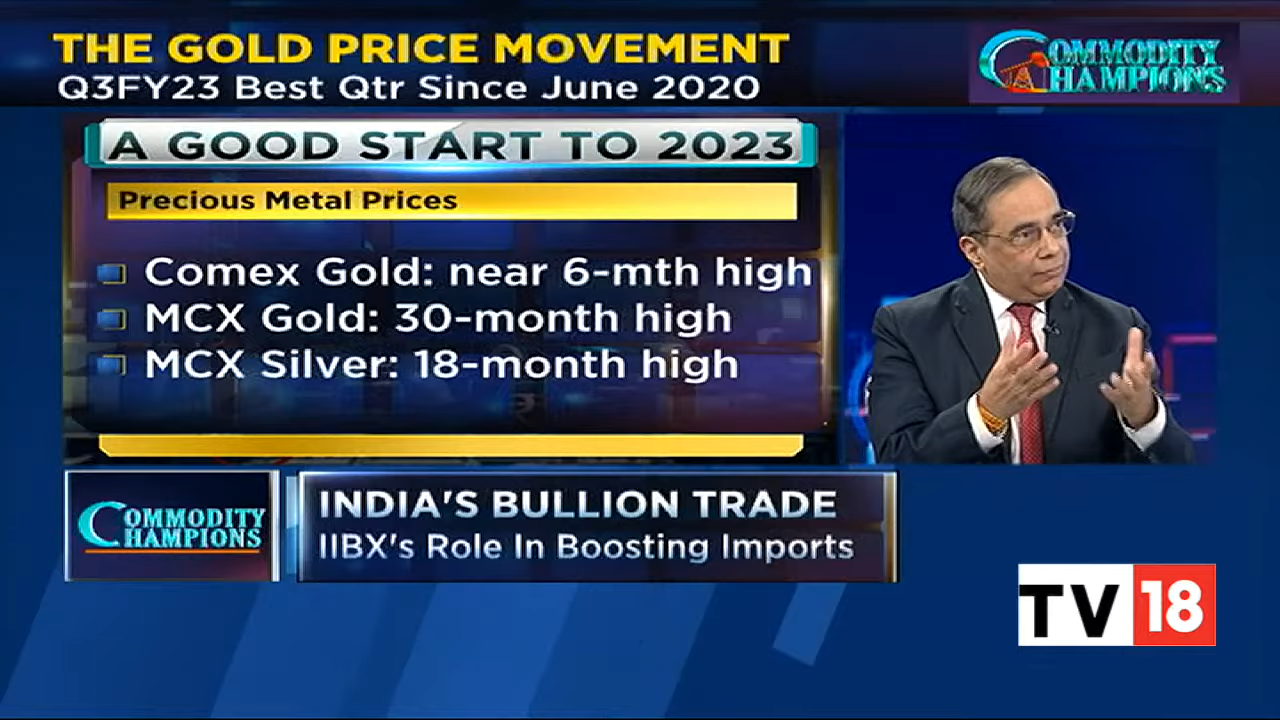 THE GOLD PRICE MOVEMENT
Q3FY23 Best Qtr Since June 2020
COMMODITY
CHAMPIONS
A GOOD START TO 2023
Precious Metal Prices
Comex Gold: near 6-mth high
MCX Gold: 30-month high
MCX Silver: 18-month high
COMMODITY
CHAMPIONS
INDIA'S BULLION TRADE
IIBX's Role In Boosting Imports
TV18